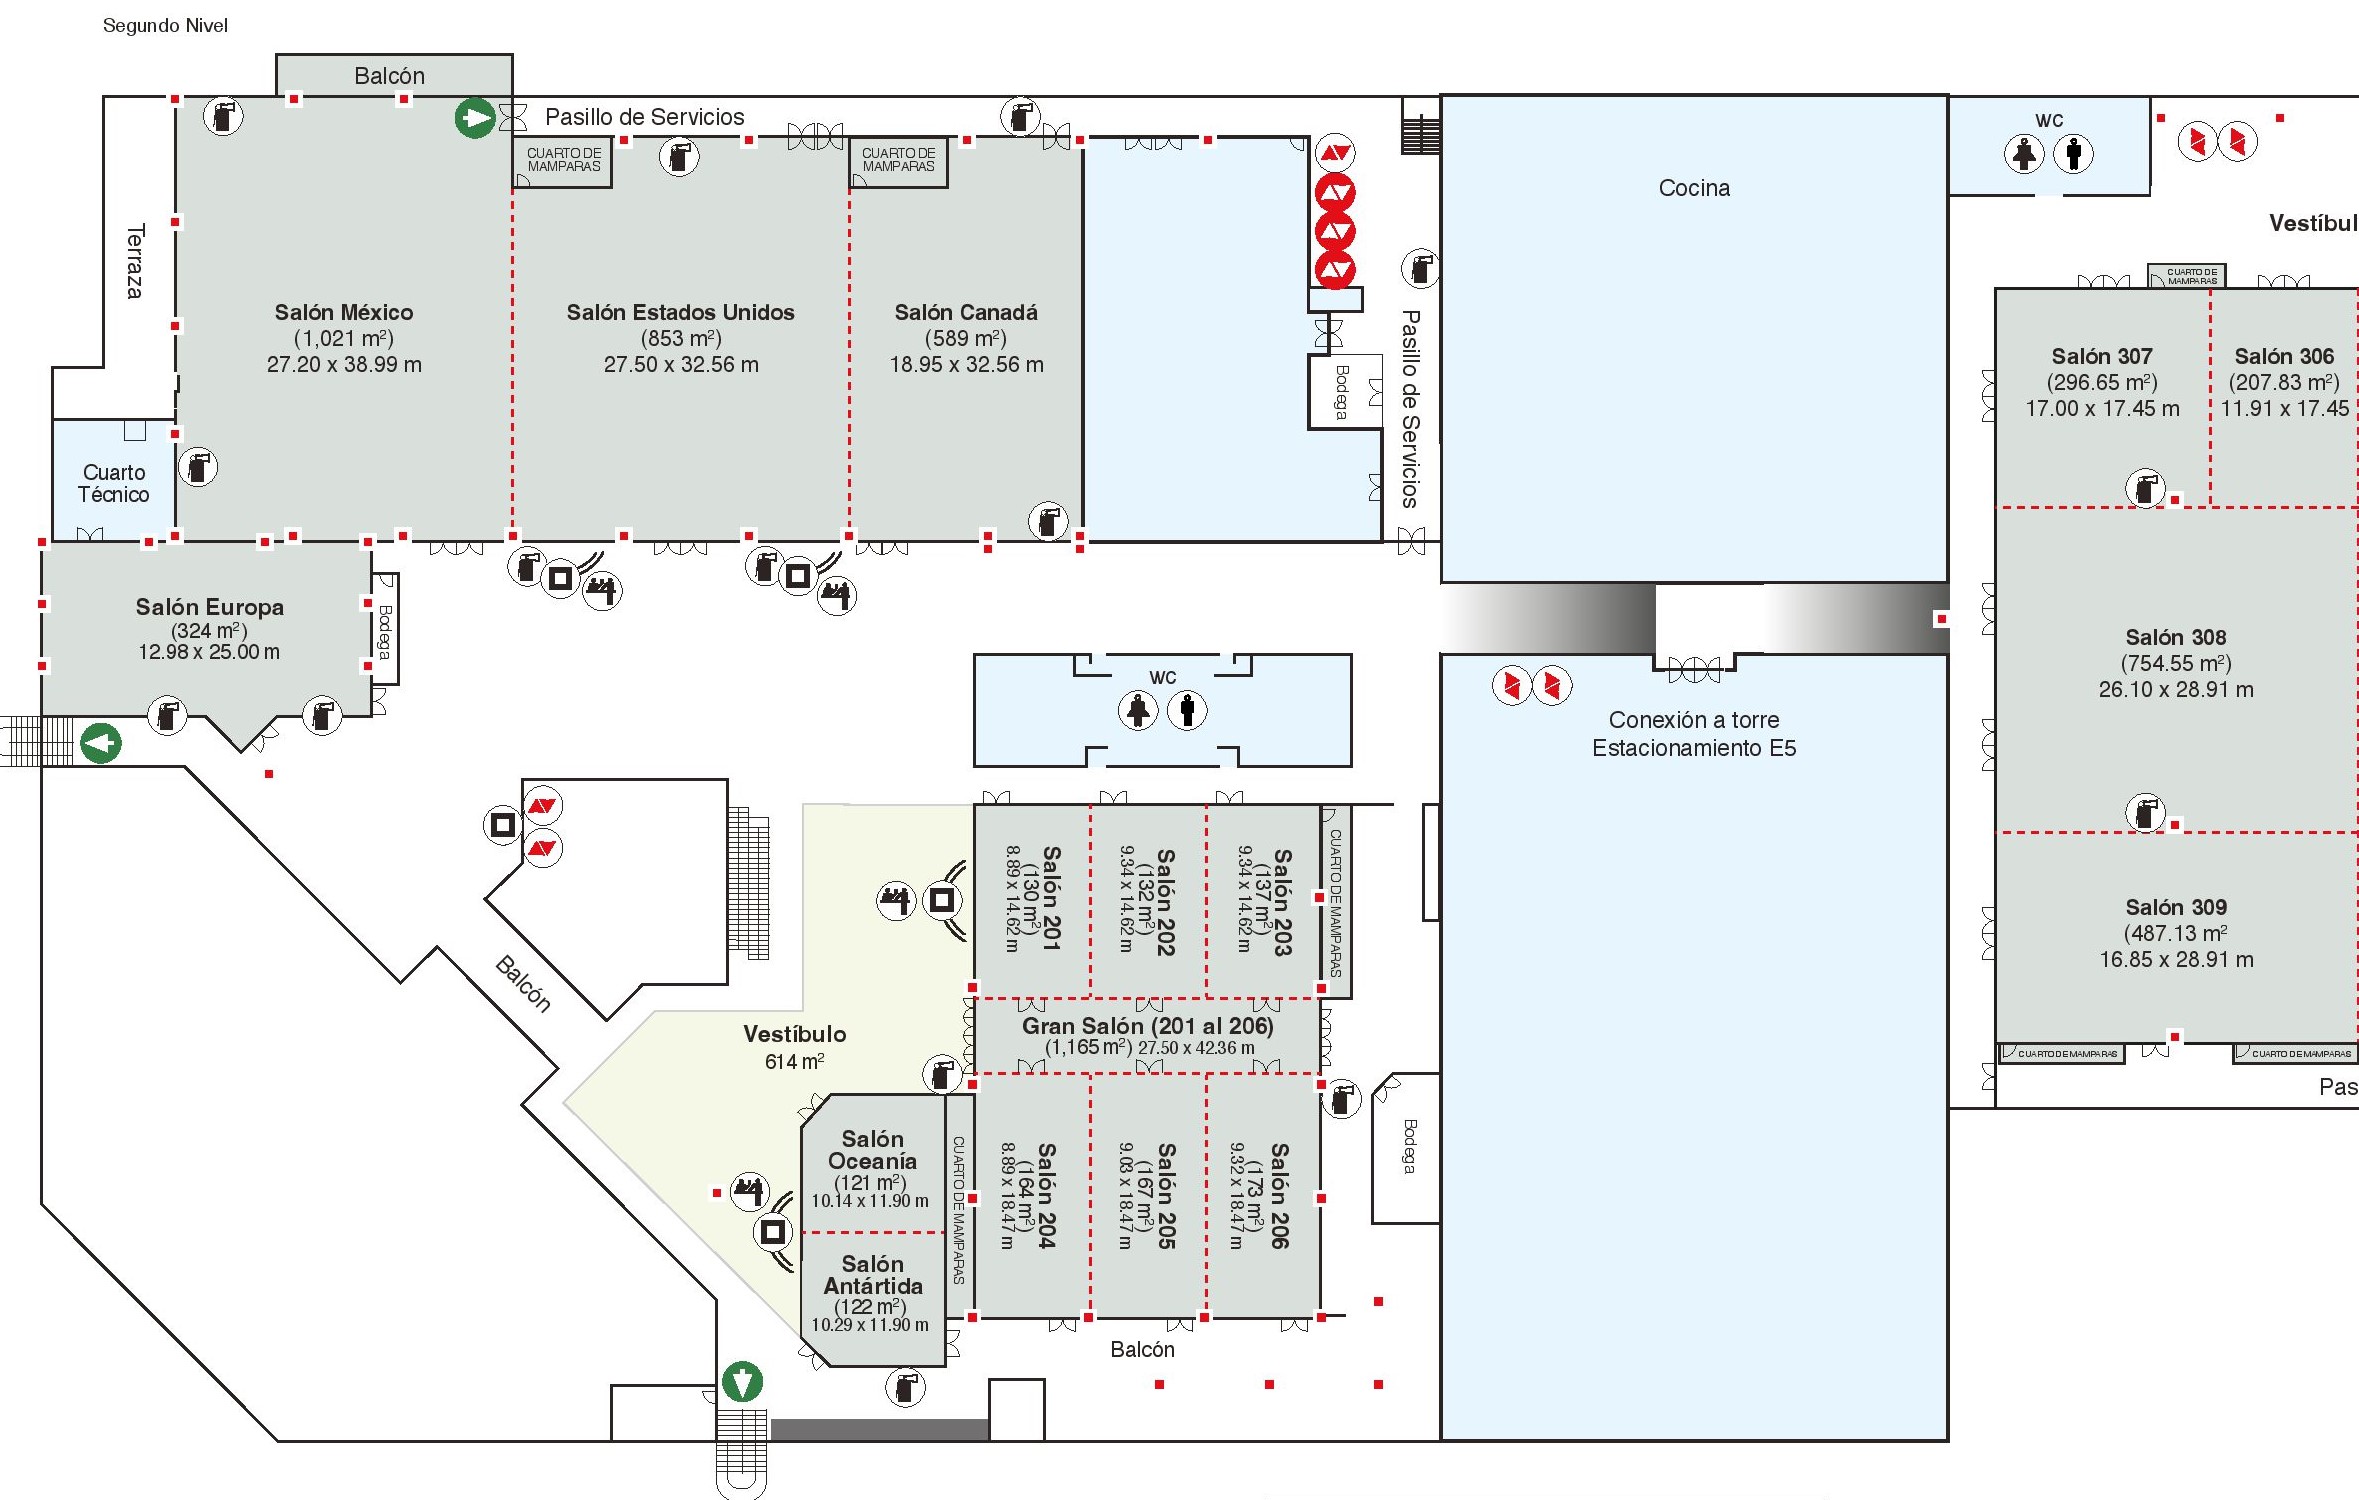 Segundo Nivel
Balcón
Pasillo de Servicios
CUARTO DE
MAMPARAS
CUARTO DE
MAMPARAS
Terraza
Salón México
(1,021 m²)
27.20 x 38.99 m
Salón Estados Unidos
(853 m²)
27.50 x 32.56 m
Salón Canadá
(589 m²)
18.95 x 32.56 m
Bodega
Pasillo de Servicios
Cocina
WC
Vestíbul
CUARTO DE
MAMPARAS
Salón 307
(296.65 m²)
17.00 x 17.45 m
Salón 306
(207.83 m²)
11.91 x 17.45
Cuarto
Técnico
Salón Europa
(324 m²)
12.98 x 25.00 m
Bodega
WC
Conexión a torre
Estacionamiento E5
Salón 308
(754.55 m²)
26.10 x 28.91 m
Salón 309
(487.13 m²
16.85 x 28.91 m
CUARTO DE MAMPARAS
CUARTO DE MAMPARAS
Pas
Balcón
Salón 201
(130 m²)
8.89 x 14.62 m
Salón 202
(132 m²)
9.34 x 14.62 m
Salón 203
(137 m²)
9.34 x 14.62 m
CUARTO DE MAMPARAS
Vestíbulo
614 m²
Gran Salón (201 al 206)
(1,165 m²) 27.50 x 42.36 m
Salón
Oceanía
(121 m²)
10.14 x 11.90 m
Salón
Antártida
(122 m²)
10.29 x 11.90 m
CUARTO DE MAMPARAS
Salón 204
(164 m²)
8.89 x 18.47 m
Salón 205
(167 m²)
9.03 x 18.47 m
Salón 206
(173 m²)
9.32 x 18.47 m
Bodega
Balcón